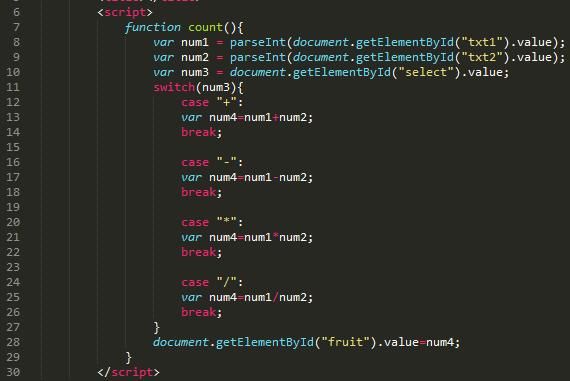 6 <script>
7 function count(){
8 var num1 = parseInt(document.getElementById("txt1").value);
9 var num2 = parseInt(document.getElementById("txt2").value);
10 var num3 = document.getElementById("select").value;
11 switch(num3){
12 case "+":
13 var num4=num1+num2;
14 break;
15
16 case "-":
17 var num4=num1-num2;
18 break;
19
20 case "*":
21 var num4=num1*num2;
22 break;
23
24 case "/":
25 var num4=num1/num2;
26 break;
27 }
28 document.getElementById("fruit").value=num4;
29 }
30 </script>